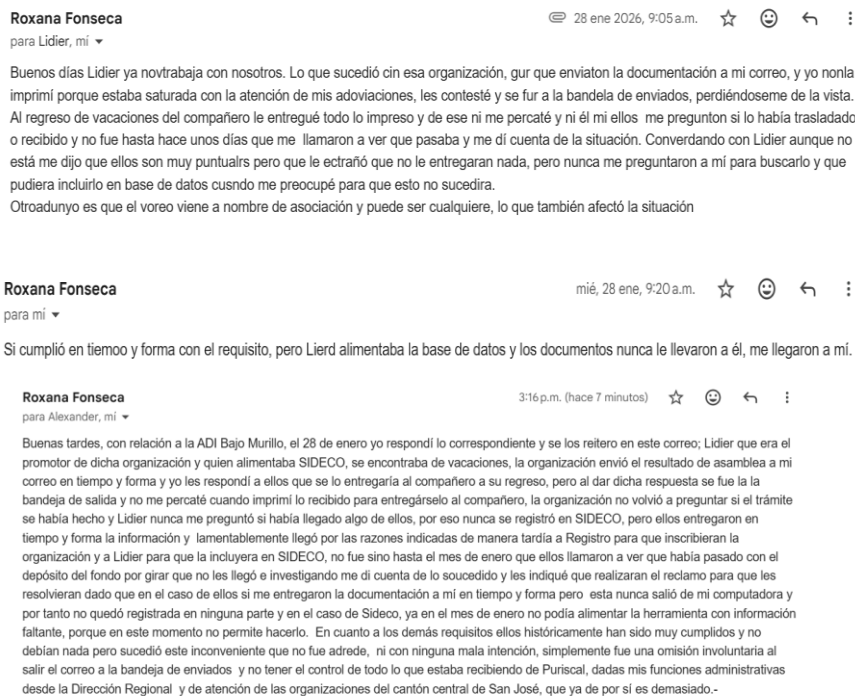 Roxana Fonseca
28 ene 2026, 9:05 a.m.
para Lidier, mí
Buenos días Lidier ya novtrabaja con nosotros. Lo que sucedió cin esa organización, gur que enviaton la documentación a mi correo, y yo nonla
imprimí porque estaba saturada con la atención de mis adoviaciones, les contesté y se fur a la bandela de enviados, perdiéndoseme de la vista.
Al regreso de vacaciones del compañero le entregué todo lo impreso y de ese ni me percaté y ni él mi ellos me pregunton si lo había trasladado
o recibido y no fue hasta hace unos días que me llamaron a ver que pasaba y me dí cuenta de la situación. Converdando con Lidier aunque no
está me dijo que ellos son muy puntualrs pero que le ectrañó que no le entregaran nada, pero nunca me preguntaron a mí para buscarlo y que
pudiera incluirlo en base de datos cusndo me preocupé para que esto no sucedira.
Otroadunyo es que el voreo viene a nombre de asociación y puede ser cualquiere, lo que también afectó la situación
Roxana Fonseca
mié, 28 ene, 9:20 a.m.
para mí
Si cumplió en tiemoo y forma con el requisito, pero Lierd alimentaba la base de datos y los documentos nunca le llevaron a él, me llegaron a mí.
Roxana Fonseca
3:16 p.m. (hace 7 minutos)
para Alexander, mí
Buenas tardes, con relación a la ADI Bajo Murillo, el 28 de enero yo respondí lo correspondiente y se los reitero en este correo; Lidier que era el
promotor de dicha organización y quien alimentaba SIDECO, se encontraba de vacaciones, la organización envió el resultado de asamblea a mi
correo en tiempo y forma y yo les respondí a ellos que se lo entregaría al compañero a su regreso, pero al dar dicha respuesta se fue la la
bandeja de salida y no me percaté cuando imprimí lo recibido para entregárselo al compañero, la organización no volvió a preguntar si el trámite
se había hecho y Lidier nunca me preguntó si había llegado algo de ellos, por eso nunca se registró en SIDECO, pero ellos entregaron en
tiempo y forma la información y lamentablemente llegó por las razones indicadas de manera tardía a Registro para que inscribieran la
organización y a Lidier para que la incluyera en SIDECO, no fue sino hasta el mes de enero que ellos llamaron a ver que había pasado con el
depósito del fondo por girar que no les llegó e investigando me di cuenta de lo soucedido y les indiqué que realizaran el reclamo para que les
resolvieran dado que en el caso de ellos si me entregaron la documentación a mí en tiempo y forma pero esta nunca salió de mi computadora y
por tanto no quedó registrada en ninguna parte y en el caso de Sideco, ya en el mes de enero no podía alimentar la herramienta con información
faltante, porque en este momento no permite hacerlo. En cuanto a los demás requisitos ellos históricamente han sido muy cumplidos y no
debían nada pero sucedió este inconveniente que no fue adrede, ni con ninguna mala intención, simplemente fue una omisión involuntaria al
salir el correo a la bandeja de enviados y no tener el control de todo lo que estaba recibiendo de Puriscal, dadas mis funciones administrativas
desde la Dirección Regional y de atención de las organizaciones del cantón central de San José, que ya de por sí es demasiado.-